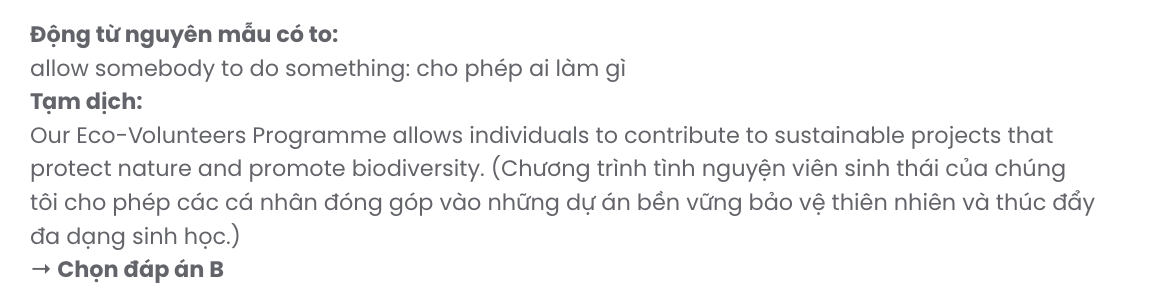 Động từ nguyên mẫu có to:
allow somebody to do something: cho phép ai làm gì
Tạm dịch:
Our Eco-Volunteers Programme allows individuals to contribute to sustainable projects that
protect nature and promote biodiversity. (Chương trình tình nguyện viên sinh thái của chúng
tôi cho phép các cá nhân đóng góp vào những dự án bền vững bảo vệ thiên nhiên và thúc đẩy
đa dạng sinh học.)
→ Chọn đáp án B